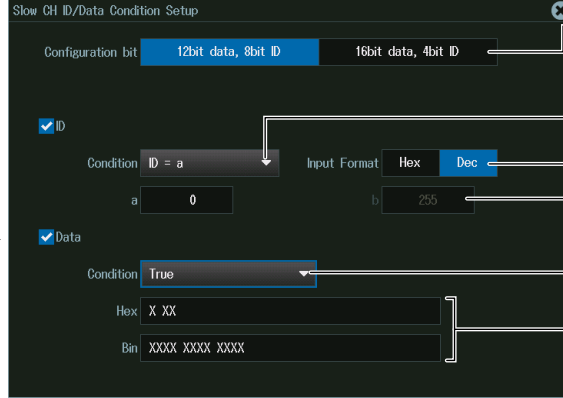 Slow CH ID/Data Condition Setup
Configuration bit 12bit data, 8bit ID 16bit data, 4bit ID
ID
Condition ID = a Input Format Hex Dec
a 0 b 255
Data
Condition True
Hex X XX
Bin XXXX XXXX XXXX